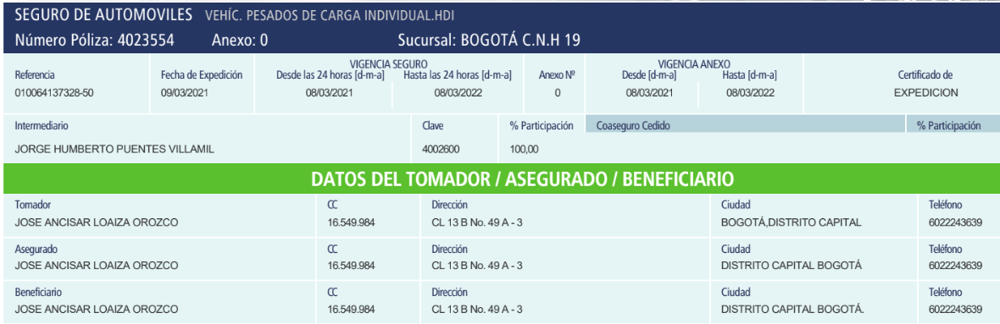 SEGURO DE AUTOMOVILES VEHÍC. PESADOS DE CARGA INDIVIDUAL.HDI
Número Póliza: 4023554 Anexo: 0 Sucursal: BOGOTÁ C.N.H 19
VIGENCIA SEGURO VIGENCIA ANEXO
Referencia Fecha de Expedición Desde las 24 horas [d-m-a] Hasta las 24 horas [d-m-a] Anexo Nº Desde [d-m-a] Hasta [d-m-a] Certificado de
010064137328-50 09/03/2021 08/03/2021 08/03/2022 0 08/03/2021 08/03/2022 EXPEDICION
Intermediario Clave % Participación Coaseguro Cedido % Participación
JORGE HUMBERTO PUENTES VILLAMIL 4002600 100,00
DATOS DEL TOMADOR / ASEGURADO / BENEFICIARIO
Tomador CC Dirección Ciudad Teléfono
JOSE ANCISAR LOAIZA OROZCO 16.549.984 CL 13 B No. 49 A - 3 BOGOTÁ,DISTRITO CAPITAL 6022243639
Asegurado CC Dirección Ciudad Teléfono
JOSE ANCISAR LOAIZA OROZCO 16.549.984 CL 13 B No. 49 A - 3 DISTRITO CAPITAL BOGOTÁ 6022243639
Beneficiario CC Dirección Ciudad Teléfono
JOSE ANCISAR LOAIZA OROZCO 16.549.984 CL 13 B No. 49 A - 3 DISTRITO CAPITAL BOGOTÁ. 6022243639